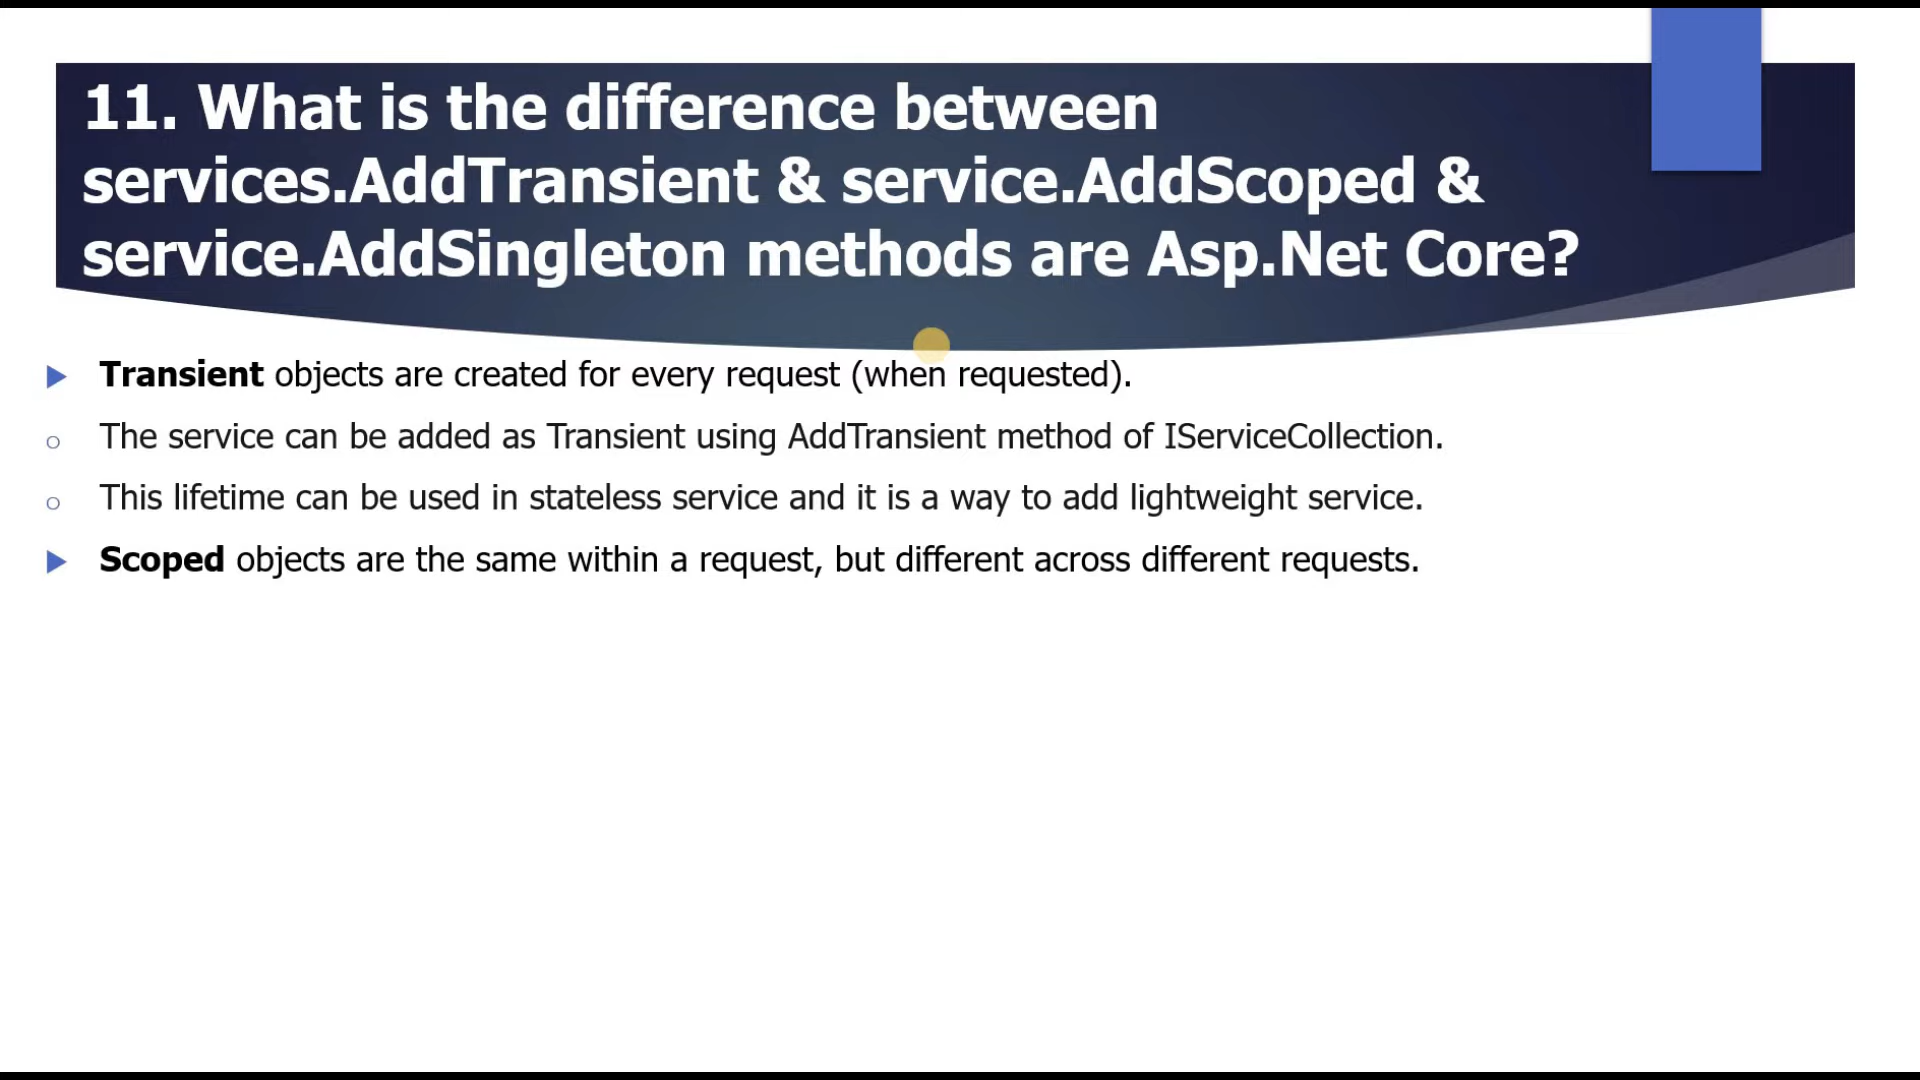 11. What is the difference between
services.AddTransient & service.AddScoped &
service.AddSingleton methods are Asp.Net Core?
Transient objects are created for every request (when requested).
The service can be added as Transient using AddTransient method of IServiceCollection.
This lifetime can be used in stateless service and it is a way to add lightweight service.
Scoped objects are the same within a request, but different across different requests.